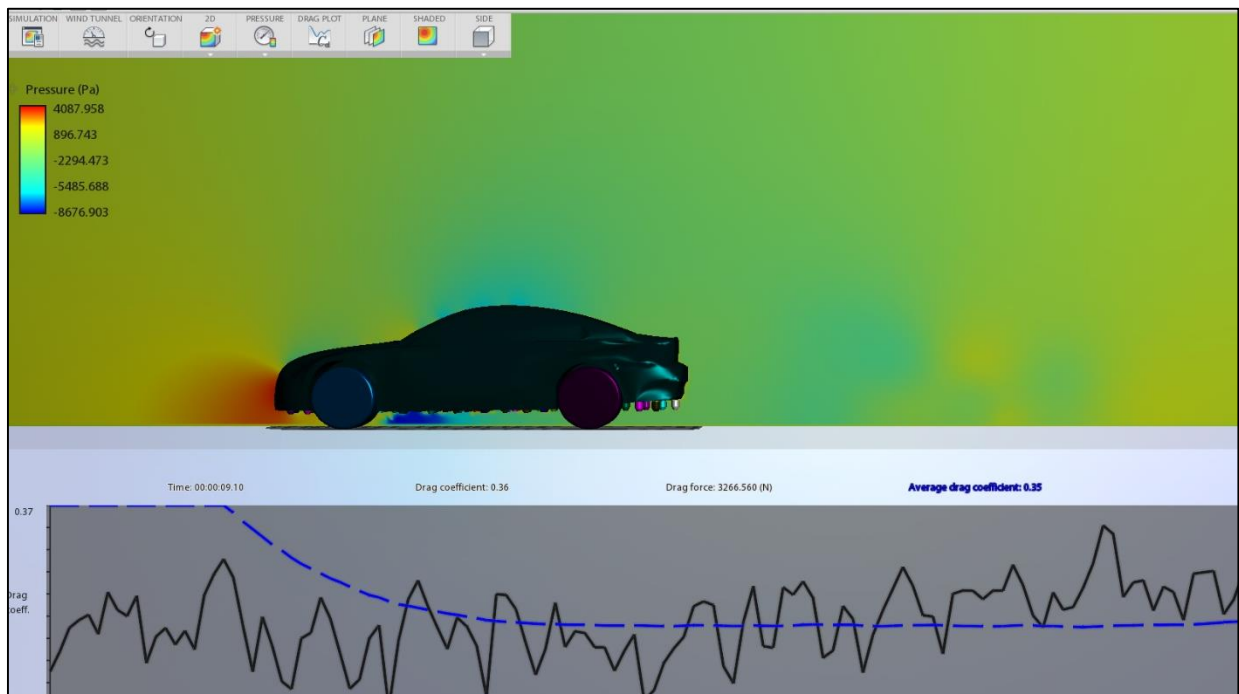 SIMULATION WIND TUNNEL ORIENTATION 2D PRESSURE DRAG PLOT PLANE SHADED SIDE
Pressure (Pa)
4087.958
896.743
-2294.473
-5485.688
-8676.903
Time: 00:00:09.10 Drag coefficient: 0.36 Drag force: 3266.560 (N) Average drag coefficient: 0.35
0.37
Drag
coeff.